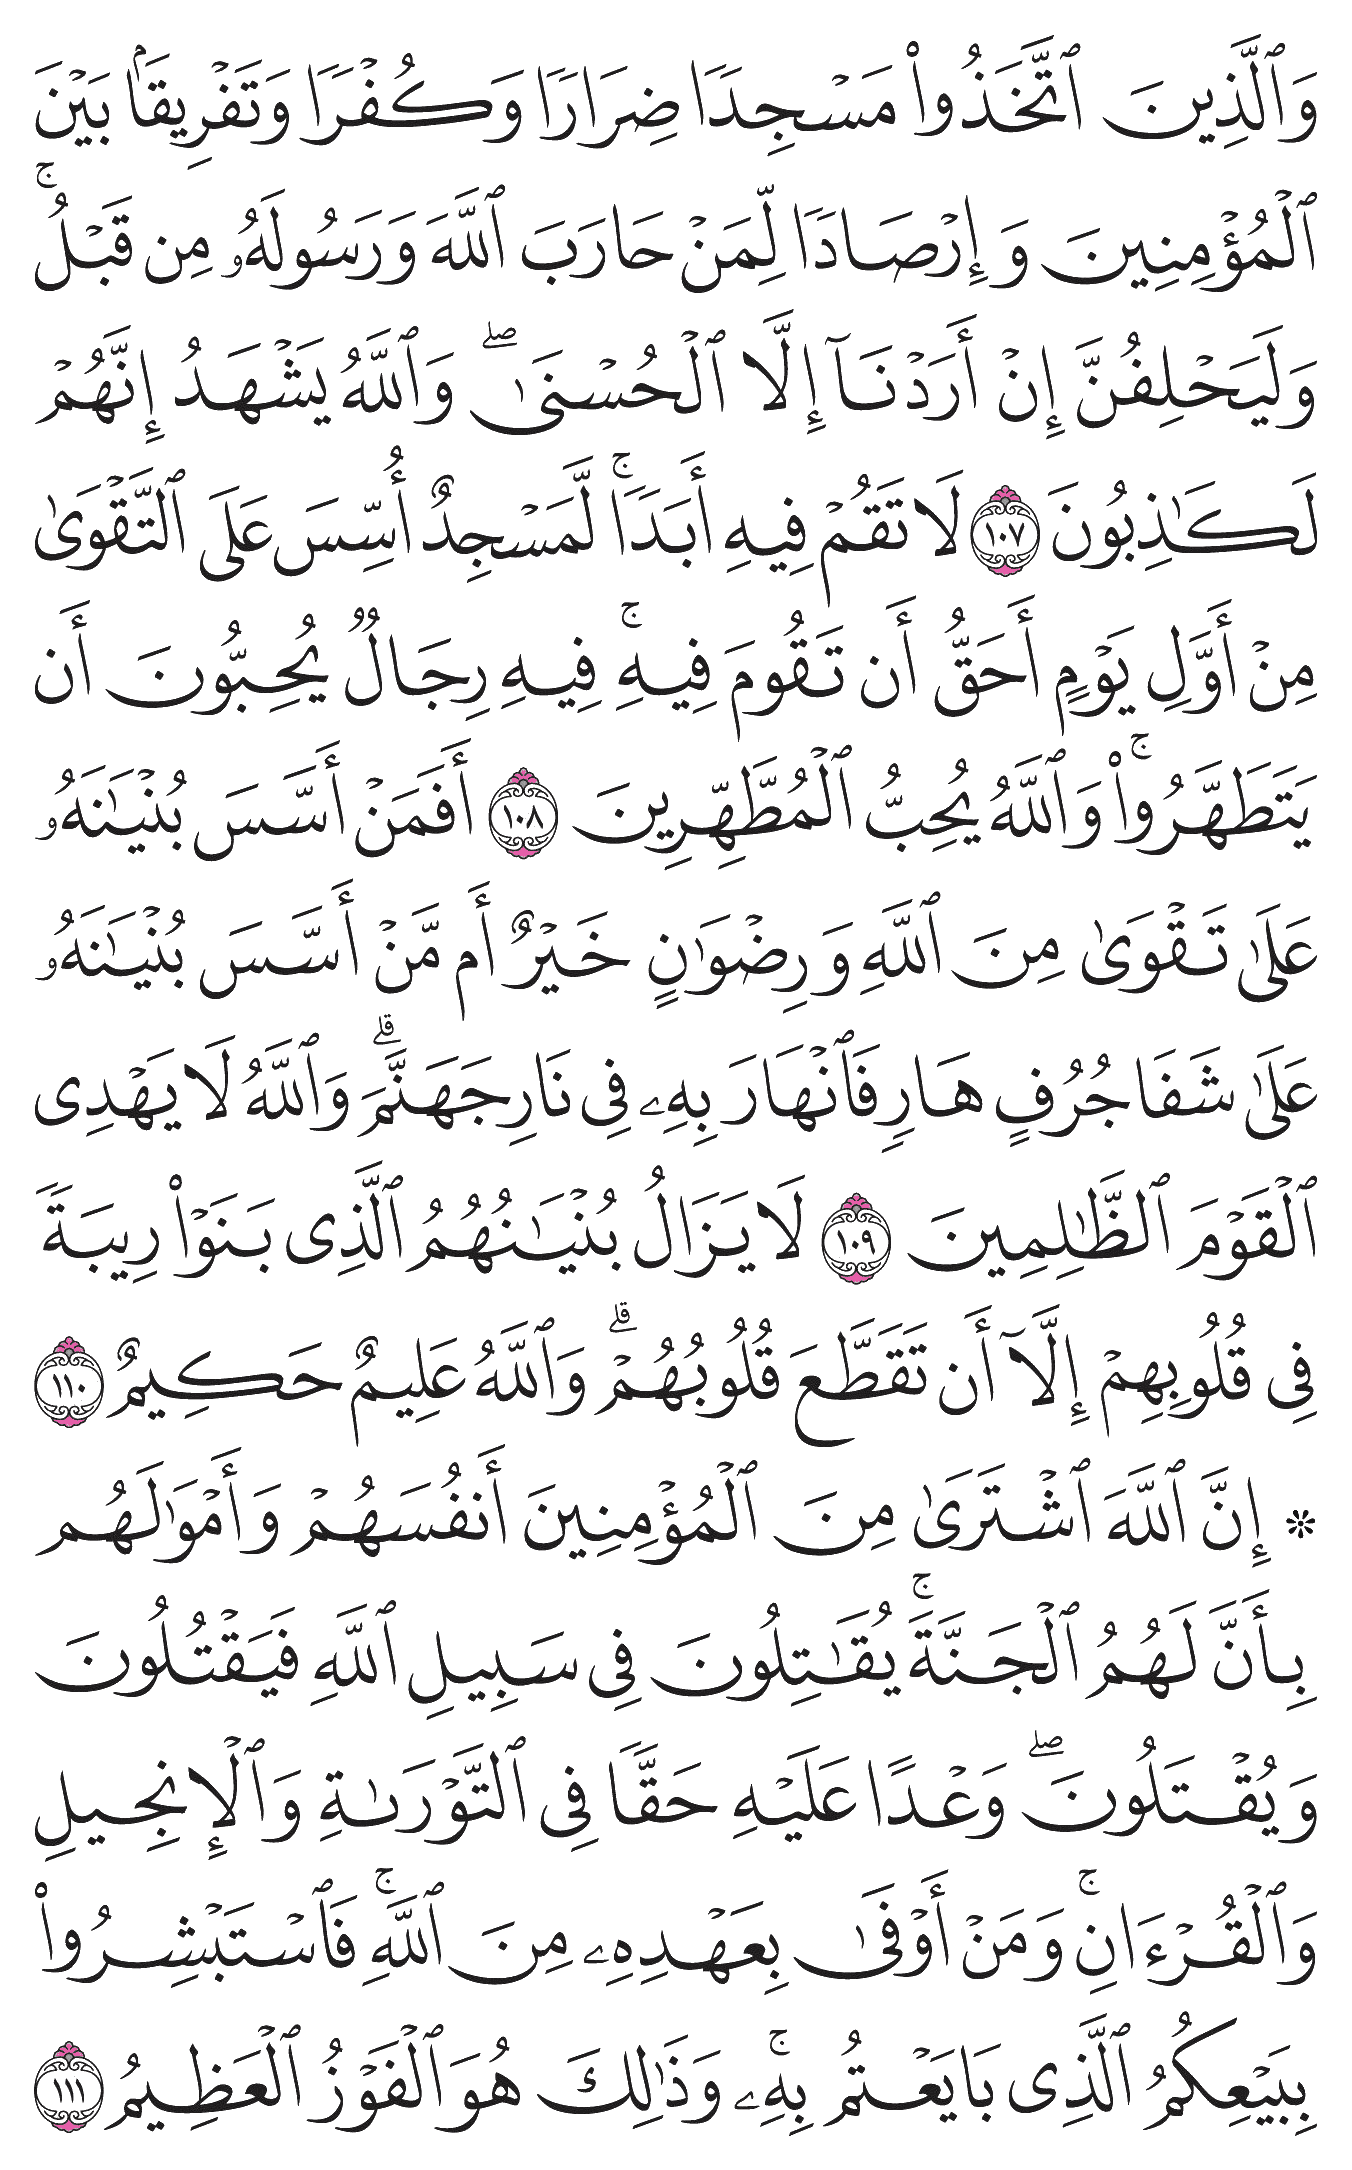 وَٱلَّذِينَ ٱتَّخَذُوا۟ مَسْجِدًۭا ضِرَارًۭا وَكُفْرًۭا وَتَفْرِيقًۢا بَيْنَ
ٱلْمُؤْمِنِينَ وَإِرْصَادًۭا لِّمَنْ حَارَبَ ٱللَّهَ وَرَسُولَهُۥ مِن قَبْلُ ۚ
وَلَيَحْلِفُنَّ إِنْ أَرَدْنَآ إِلَّا ٱلْحُسْنَىٰ ۖ وَٱللَّهُ يَشْهَدُ إِنَّهُمْ
لَكَـٰذِبُونَ ١٠٧ لَا تَقُمْ فِيهِ أَبَدًۭا ۚ لَّمَسْجِدٌ أُسِّسَ عَلَى ٱلتَّقْوَىٰ
مِنْ أَوَّلِ يَوْمٍ أَحَقُّ أَن تَقُومَ فِيهِ ۚ فِيهِ رِجَالٌۭ يُحِبُّونَ أَن
يَتَطَهَّرُوا۟ ۚ وَٱللَّهُ يُحِبُّ ٱلْمُطَّهِّرِينَ ١٠٨ أَفَمَنْ أَسَّسَ بُنْيَـٰنَهُۥ
عَلَىٰ تَقْوَىٰ مِنَ ٱللَّهِ وَرِضْوَٰنٍ خَيْرٌ أَم مَّنْ أَسَّسَ بُنْيَـٰنَهُۥ
عَلَىٰ شَفَا جُرُفٍ هَارٍۢ فَٱنْهَارَ بِهِۦ فِى نَارِ جَهَنَّمَ ۗ وَٱللَّهُ لَا يَهْدِى
ٱلْقَوْمَ ٱلظَّـٰلِمِينَ ١٠٩ لَا يَزَالُ بُنْيَـٰنُهُمُ ٱلَّذِى بَنَوْا۟ رِيبَةًۭ
فِى قُلُوبِهِمْ إِلَّآ أَن تَقَطَّعَ قُلُوبُهُمْ ۗ وَٱللَّهُ عَلِيمٌ حَكِيمٌ ١١٠
۞ إِنَّ ٱللَّهَ ٱشْتَرَىٰ مِنَ ٱلْمُؤْمِنِينَ أَنفُسَهُمْ وَأَمْوَٰلَهُم
بِأَنَّ لَهُمُ ٱلْجَنَّةَ ۚ يُقَـٰتِلُونَ فِى سَبِيلِ ٱللَّهِ فَيَقْتُلُونَ
وَيُقْتَلُونَ ۖ وَعْدًا عَلَيْهِ حَقًّۭا فِى ٱلتَّوْرَىٰةِ وَٱلْإِنجِيلِ
وَٱلْقُرْءَانِ ۚ وَمَنْ أَوْفَىٰ بِعَهْدِهِۦ مِنَ ٱللَّهِ ۚ فَٱسْتَبْشِرُوا۟
بِبَيْعِكُمُ ٱلَّذِى بَايَعْتُم بِهِۦ ۚ وَذَٰلِكَ هُوَ ٱلْفَوْزُ ٱلْعَظِيمُ ١١١